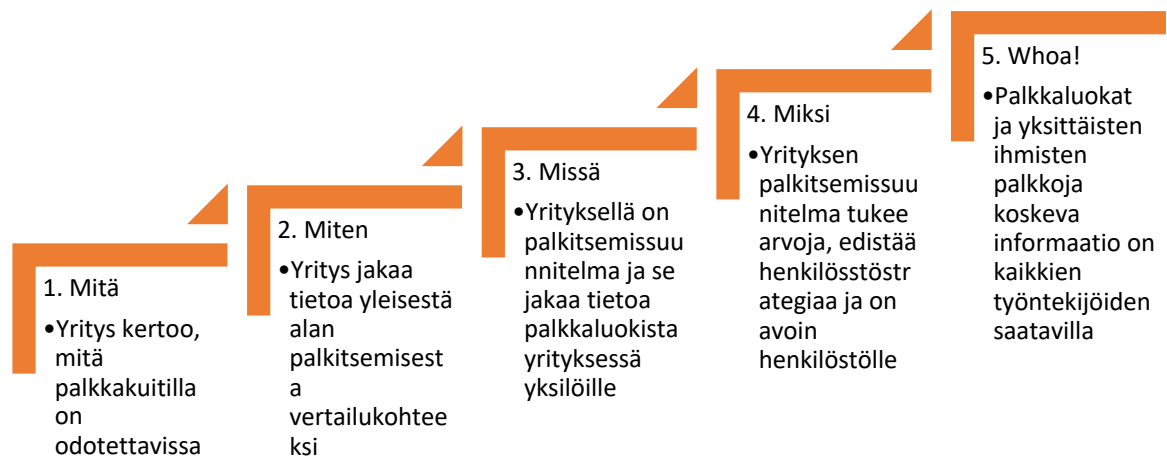 1. Mitä
•Yritys kertoo,
mitä
palkkakuitilla
on
odotettavissa
2. Miten
•Yritys jakaa
tietoa yleisestä
alan
palkitsemisest
a
vertailukohtee
ksi
3. Missä
•Yrityksellä on
palkitsemissuu
nnitelma ja se
jakaa tietoa
palkkaluokista
yrityksessä
yksilöille
4. Miksi
•Yrityksen
palkitsemissuu
nitelma tukee
arvoja, edistää
henkilösstöstr
ategiaa ja on
avoin
henkilöstölle
5. Whoa!
•Palkkaluokat
ja yksittäisten
ihmisten
palkkoja
koskeva
informaatio on
kaikkien
työntekijöiden
saatavilla